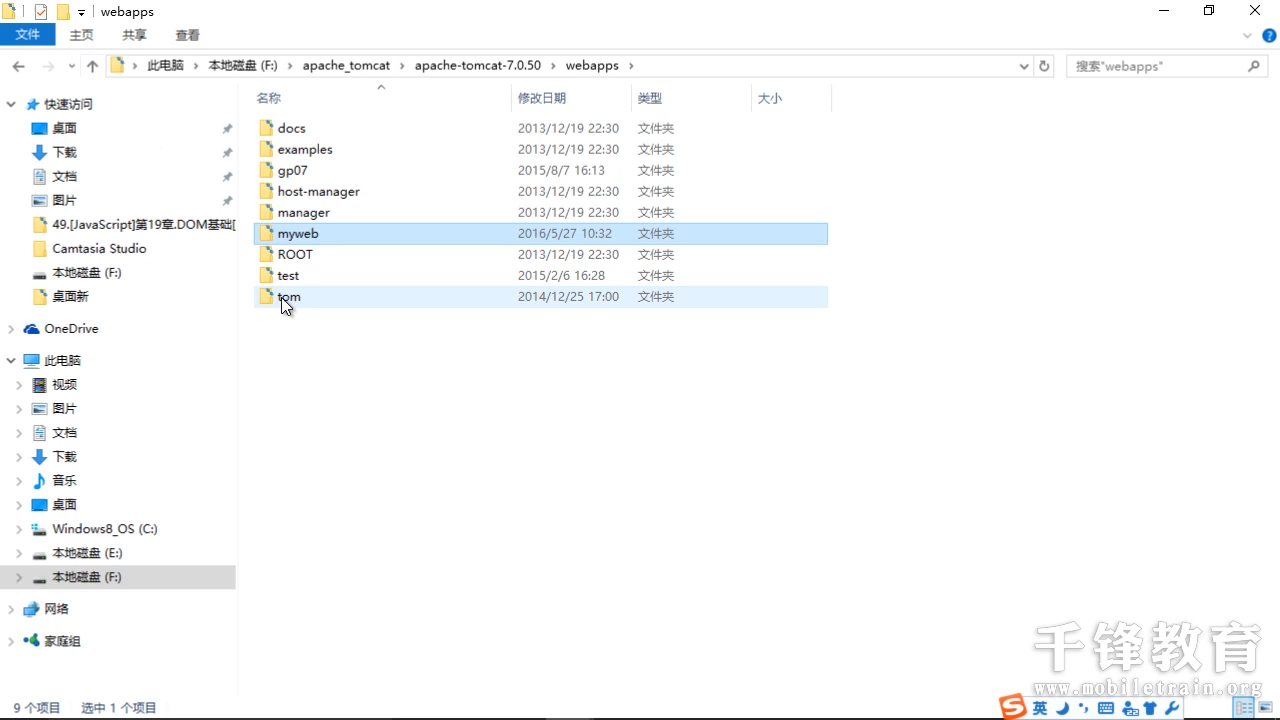 webapps
文件 主页 共享 查看
此电脑 本地磁盘 (F:) apache_tomcat apache-tomcat-7.0.50 webapps 搜索"webapps"
名称 修改日期 类型 大小
docs 2013/12/19 22:30 文件夹
examples 2013/12/19 22:30 文件夹
gp07 2015/8/7 16:13 文件夹
host-manager 2013/12/19 22:30 文件夹
manager 2013/12/19 22:30 文件夹
myweb 2016/5/27 10:32 文件夹
ROOT 2013/12/19 22:30 文件夹
test 2015/2/6 16:28 文件夹
tom 2014/12/25 17:00 文件夹
快速访问
桌面
下载
文档
图片
49.[JavaScript]第19章.DOM基础[
Camtasia Studio
本地磁盘 (F:)
桌面新
OneDrive
此电脑
视频
图片
文档
下载
音乐
桌面
Windows8_OS (C:)
本地磁盘 (E:)
本地磁盘 (F:)
网络
家庭组
9 个项目 选中 1 个项目
千锋教育
www.mobiletrain.org
英